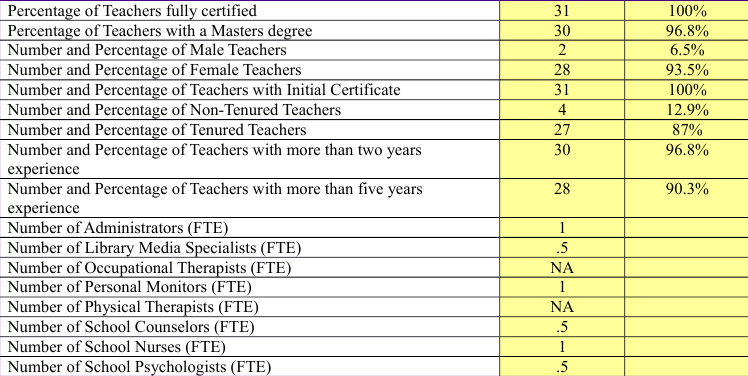 Percentage of Teachers fully certified 31 100%
Percentage of Teachers with a Masters degree 30 96.8%
Number and Percentage of Male Teachers 2 6.5%
Number and Percentage of Female Teachers 28 93.5%
Number and Percentage of Teachers with Initial Certificate 31 100%
Number and Percentage of Non-Tenured Teachers 4 12.9%
Number and Percentage of Tenured Teachers 27 87%
Number and Percentage of Teachers with more than two years 30 96.8%
experience
Number and Percentage of Teachers with more than five years 28 90.3%
experience
Number of Administrators (FTE) 1
Number of Library Media Specialists (FTE) .5
Number of Occupational Therapists (FTE) NA
Number of Personal Monitors (FTE) 1
Number of Physical Therapists (FTE) NA
Number of School Counselors (FTE) .5
Number of School Nurses (FTE) 1
Number of School Psychologists (FTE) .5